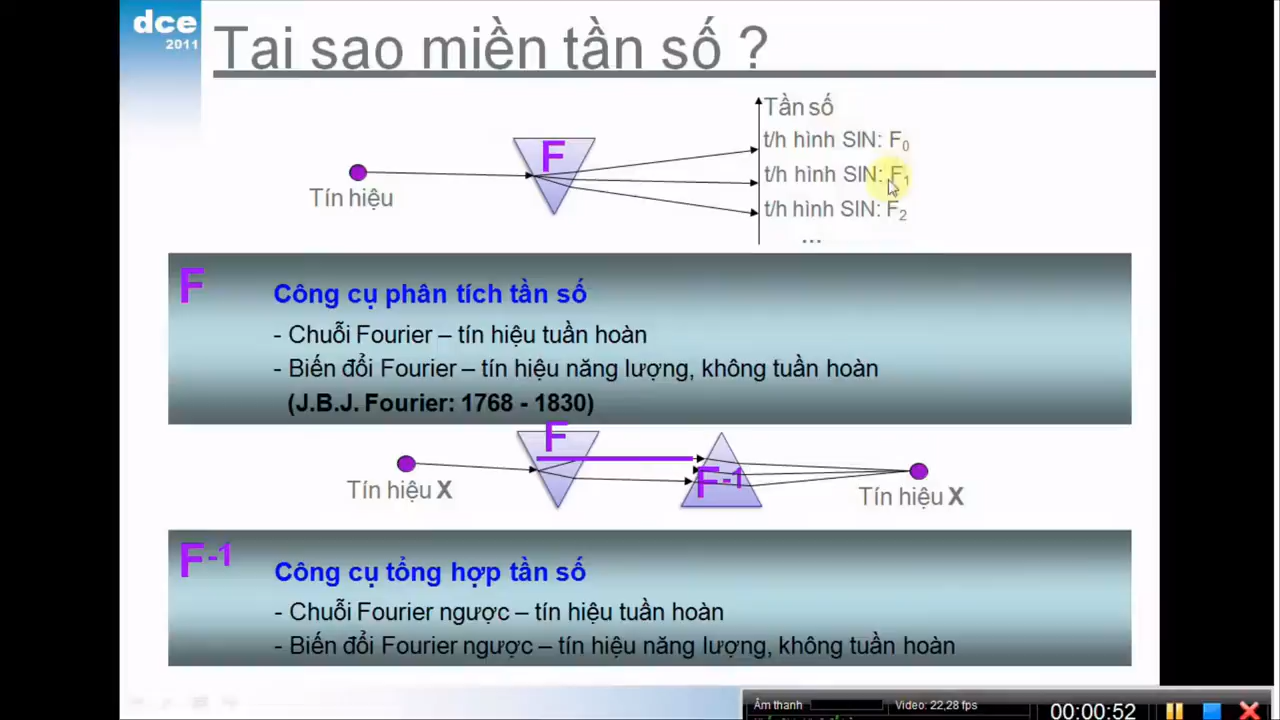 dce
2011
Tai sao miền tần số ?
Tần số
t/h hình SIN: F0
t/h hình SIN: F1
t/h hình SIN: F2
...
F
Tín hiệu
F
Công cụ phân tích tần số
- Chuỗi Fourier – tín hiệu tuần hoàn
- Biến đổi Fourier – tín hiệu năng lượng, không tuần hoàn
(J.B.J. Fourier: 1768 - 1830)
F
F-1
Tín hiệu X
Tín hiệu X
F-1
Công cụ tổng hợp tần số
- Chuỗi Fourier ngược – tín hiệu tuần hoàn
- Biến đổi Fourier ngược – tín hiệu năng lượng, không tuần hoàn
Âm thanh
Video: 22,28 fps
00:00:52